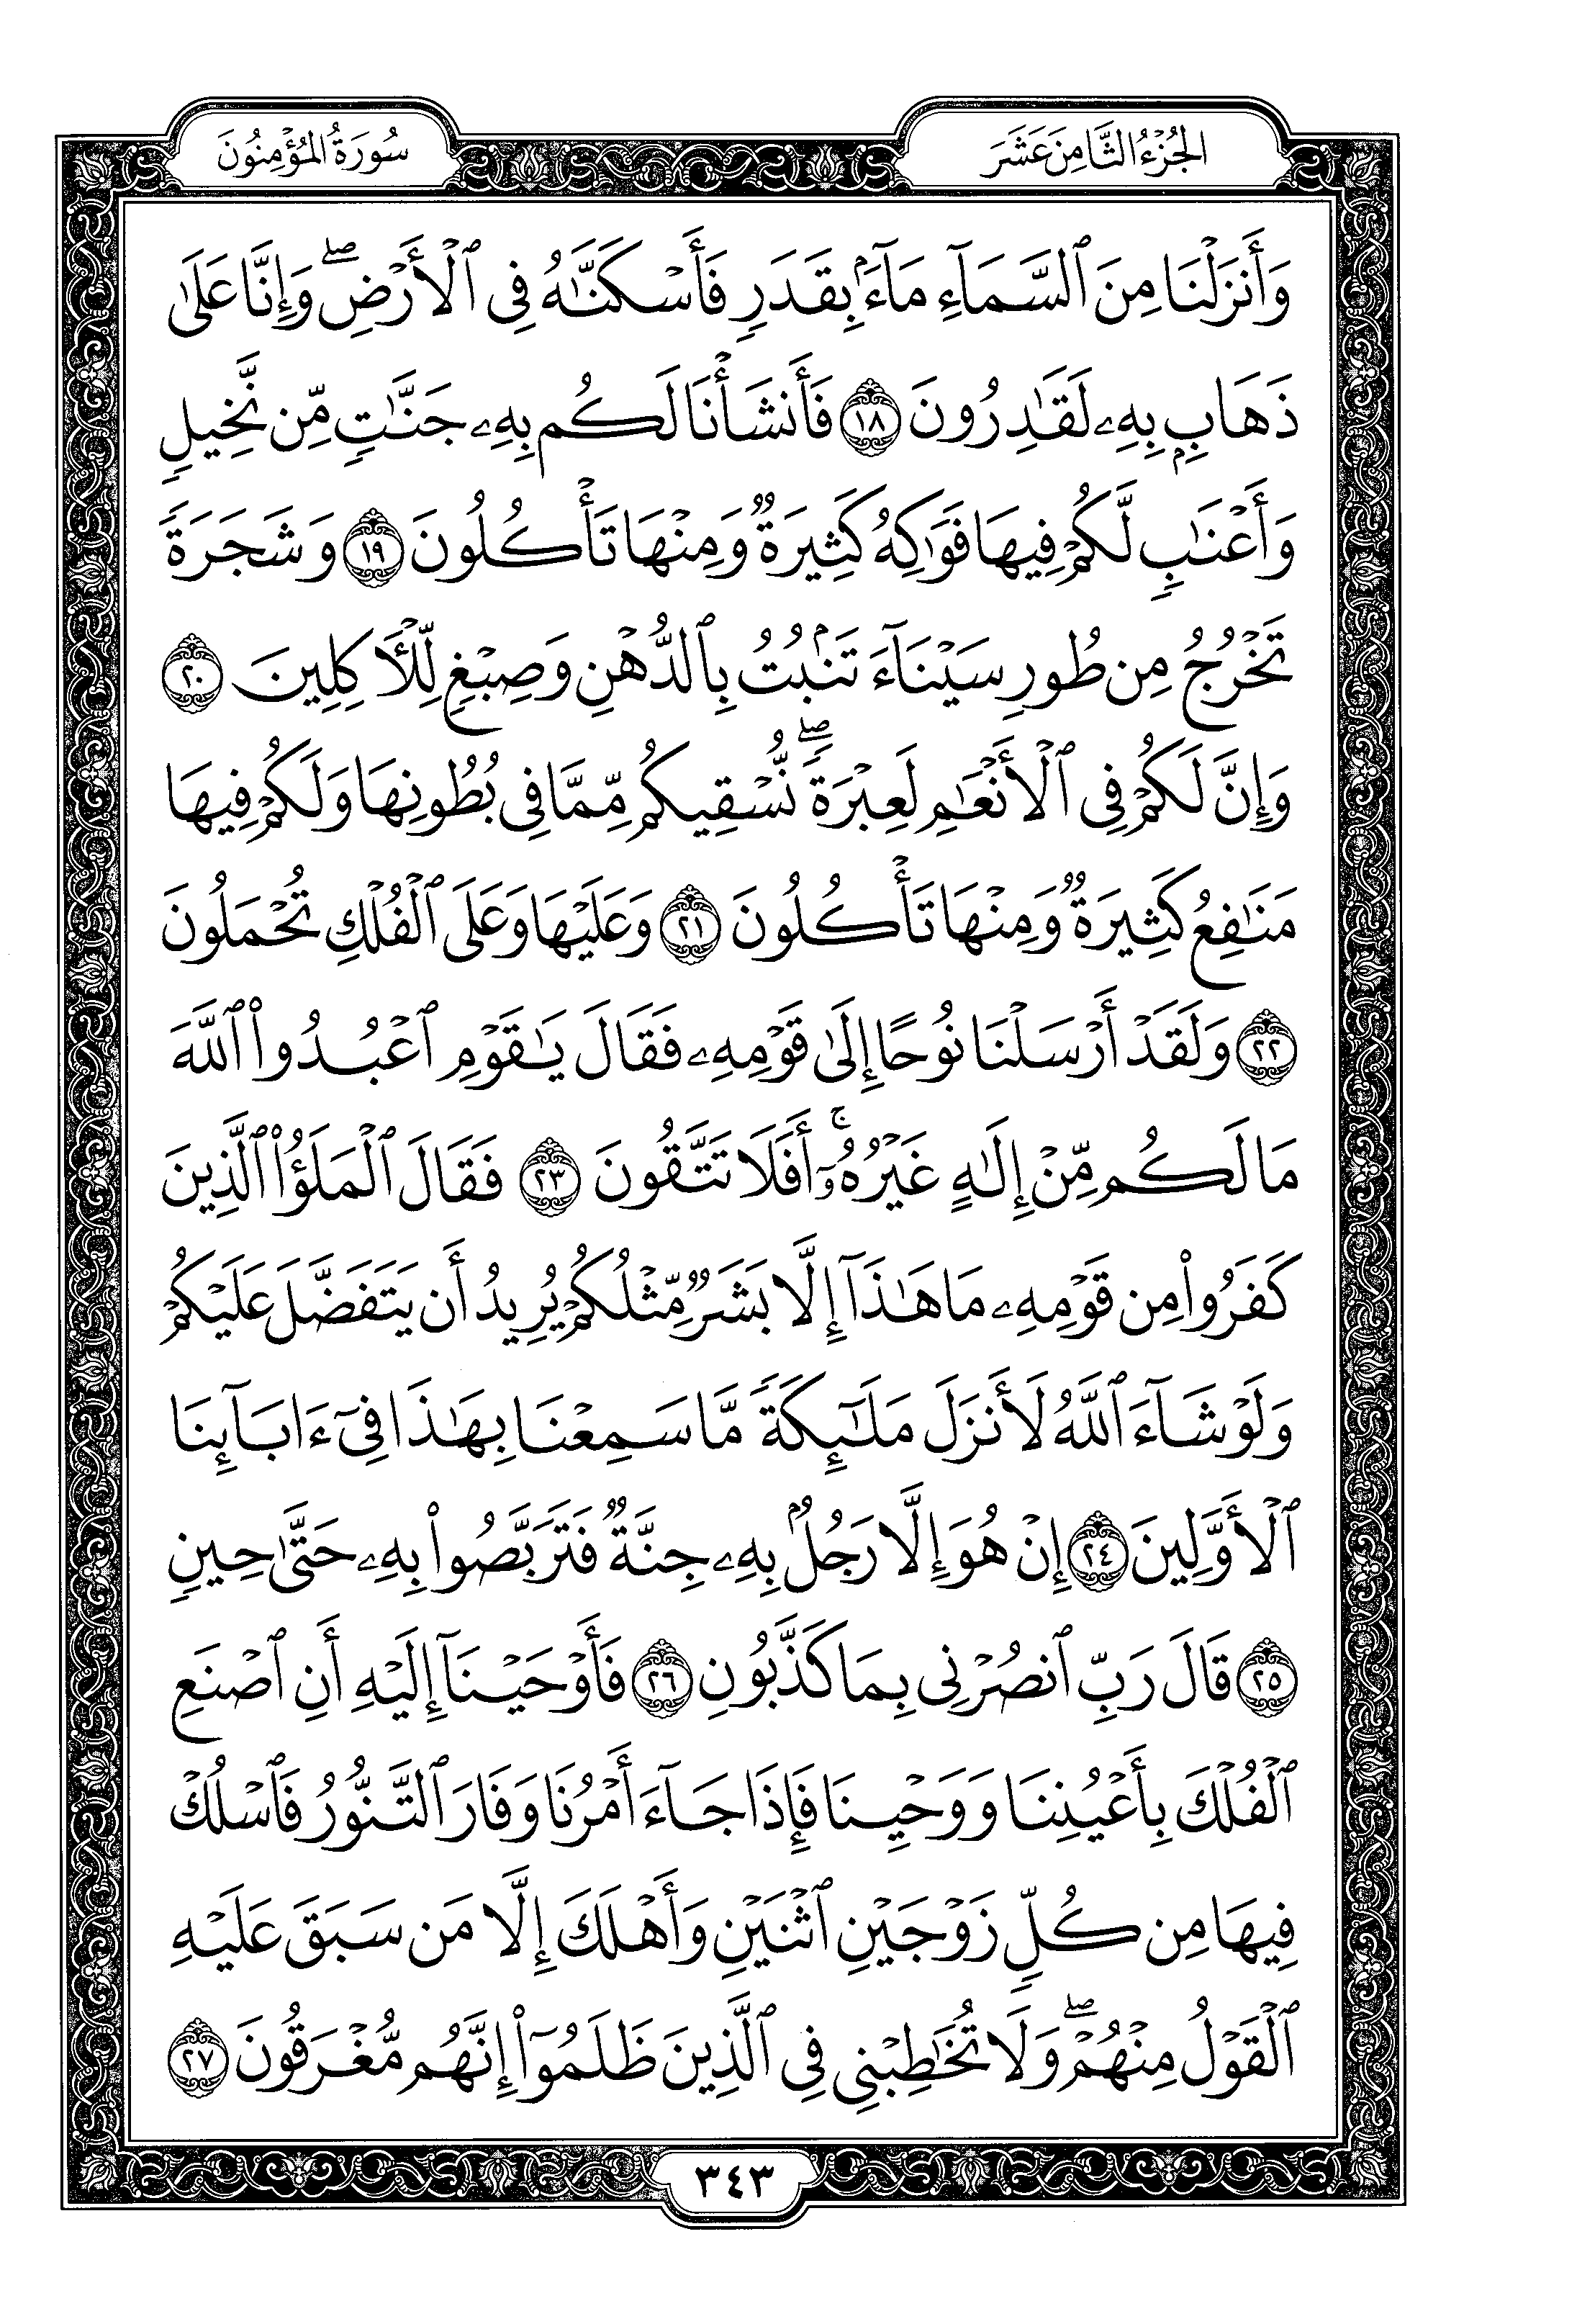 الجُزْءُ الثَّامِنَ عَشَرَ
سُورَةُ المُؤْمِنُونَ
وَأَنزَلْنَا مِنَ ٱلسَّمَآءِ مَآءَۢ بِقَدَرٖ فَأَسْكَنَّٰهُ فِي ٱلْأَرْضِۖ وَإِنَّا عَلَىٰ
ذَهَابِۭ بِهِۦ لَقَٰدِرُونَ ١٨ فَأَنشَأْنَا لَكُم بِهِۦ جَنَّٰتٖ مِّن نَّخِيلٖ
وَأَعْنَٰبٖ لَّكُمْ فِيهَا فَوَٰكِهُ كَثِيرَةٞ وَمِنْهَا تَأْكُلُونَ ١٩ وَشَجَرَةٗ
تَخْرُجُ مِن طُورِ سَيْنَآءَ تَنۢبُتُ بِٱلدُّهْنِ وَصِبْغٖ لِّلْأٓكِلِينَ ٢٠
وَإِنَّ لَكُمْ فِي ٱلْأَنْعَٰمِ لَعِبْرَةٗۖ نُّسْقِيكُم مِّمَّا فِي بُطُونِهَا وَلَكُمْ فِيهَا
مَنَٰفِعُ كَثِيرَةٞ وَمِنْهَا تَأْكُلُونَ ٢١ وَعَلَيْهَا وَعَلَى ٱلْفُلْكِ تُحْمَلُونَ
٢٢ وَلَقَدْ أَرْسَلْنَا نُوحًا إِلَىٰ قَوْمِهِۦ فَقَالَ يَٰقَوْمِ ٱعْبُدُوا۟ ٱللَّهَ
مَا لَكُم مِّنْ إِلَٰهٍ غَيْرُهُۥٓۚ أَفَلَا تَتَّقُونَ ٢٣ فَقَالَ ٱلْمَلَؤُا۟ ٱلَّذِينَ
كَفَرُوا۟ مِن قَوْمِهِۦ مَا هَٰذَآ إِلَّا بَشَرٞ مِّثْلُكُمْ يُرِيدُ أَن يَتَفَضَّلَ عَلَيْكُمْ
وَلَوْ شَآءَ ٱللَّهُ لَأَنزَلَ مَلَٰٓئِكَةٗ مَّا سَمِعْنَا بِهَٰذَا فِيٓ ءَابَآئِنَا
ٱلْأَوَّلِينَ ٢٤ إِنْ هُوَ إِلَّا رَجُلُۢ بِهِۦ جِنَّةٞ فَتَرَبَّصُوا۟ بِهِۦ حَتَّىٰ حِينٖ
٢٥ قَالَ رَبِّ ٱنصُرْنِي بِمَا كَذَّبُونِ ٢٦ فَأَوْحَيْنَآ إِلَيْهِ أَنِ ٱصْنَعِ
ٱلْفُلْكَ بِأَعْيُنِنَا وَوَحْيِنَا فَإِذَا جَآءَ أَمْرُنَا وَفَارَ ٱلتَّنُّورُ فَٱسْلُكْ
فِيهَا مِن كُلّٖ زَوْجَيْنِ ٱثْنَيْنِ وَأَهْلَكَ إِلَّا مَن سَبَقَ عَلَيْهِ
ٱلْقَوْلُ مِنْهُمْۖ وَلَا تُخَٰطِبْنِي فِي ٱلَّذِينَ ظَلَمُوٓا۟ إِنَّهُم مُّغْرَقُونَ ٢٧
٣٤٣